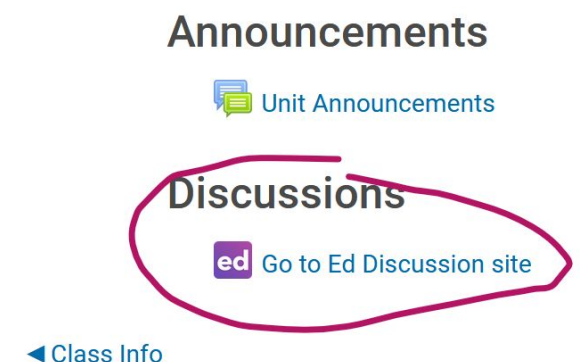 Announcements
Unit Announcements
Discussions
ed Go to Ed Discussion site
◀ Class Info